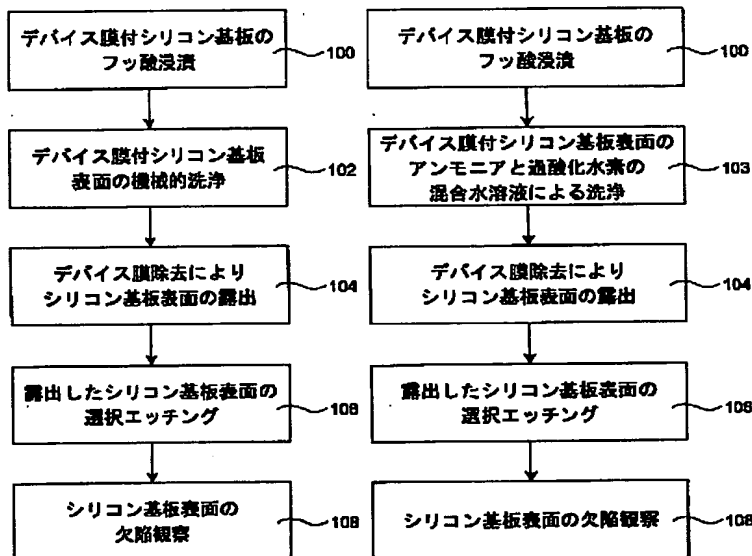 デバイス膜付シリコン基板の
フッ酸浸漬
100
デバイス膜付シリコン基板
表面の機械的洗浄
102
デバイス膜除去により
シリコン基板表面の露出
104
露出したシリコン基板表面の
選択エッチング
106
シリコン基板表面の
欠陥観察
108
デバイス膜付シリコン基板の
フッ酸浸漬
100
デバイス膜付シリコン基板表面の
アンモニアと過酸化水素の
混合水溶液による洗浄
103
デバイス膜除去により
シリコン基板表面の露出
104
露出したシリコン基板表面の
選択エッチング
106
シリコン基板表面の欠陥観察
108